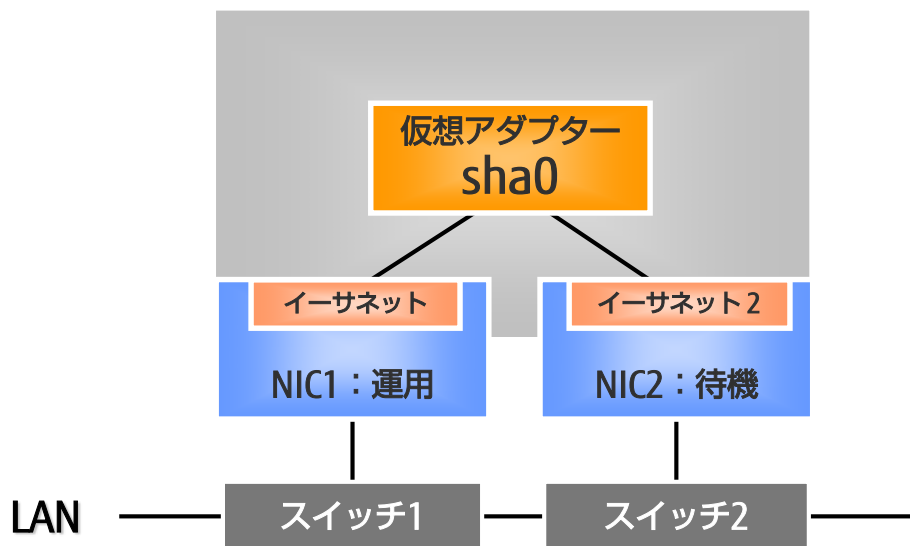 仮想アダプター
sha0
イーサネット
イーサネット 2
NIC1：運用
NIC2：待機
LAN
スイッチ1
スイッチ2